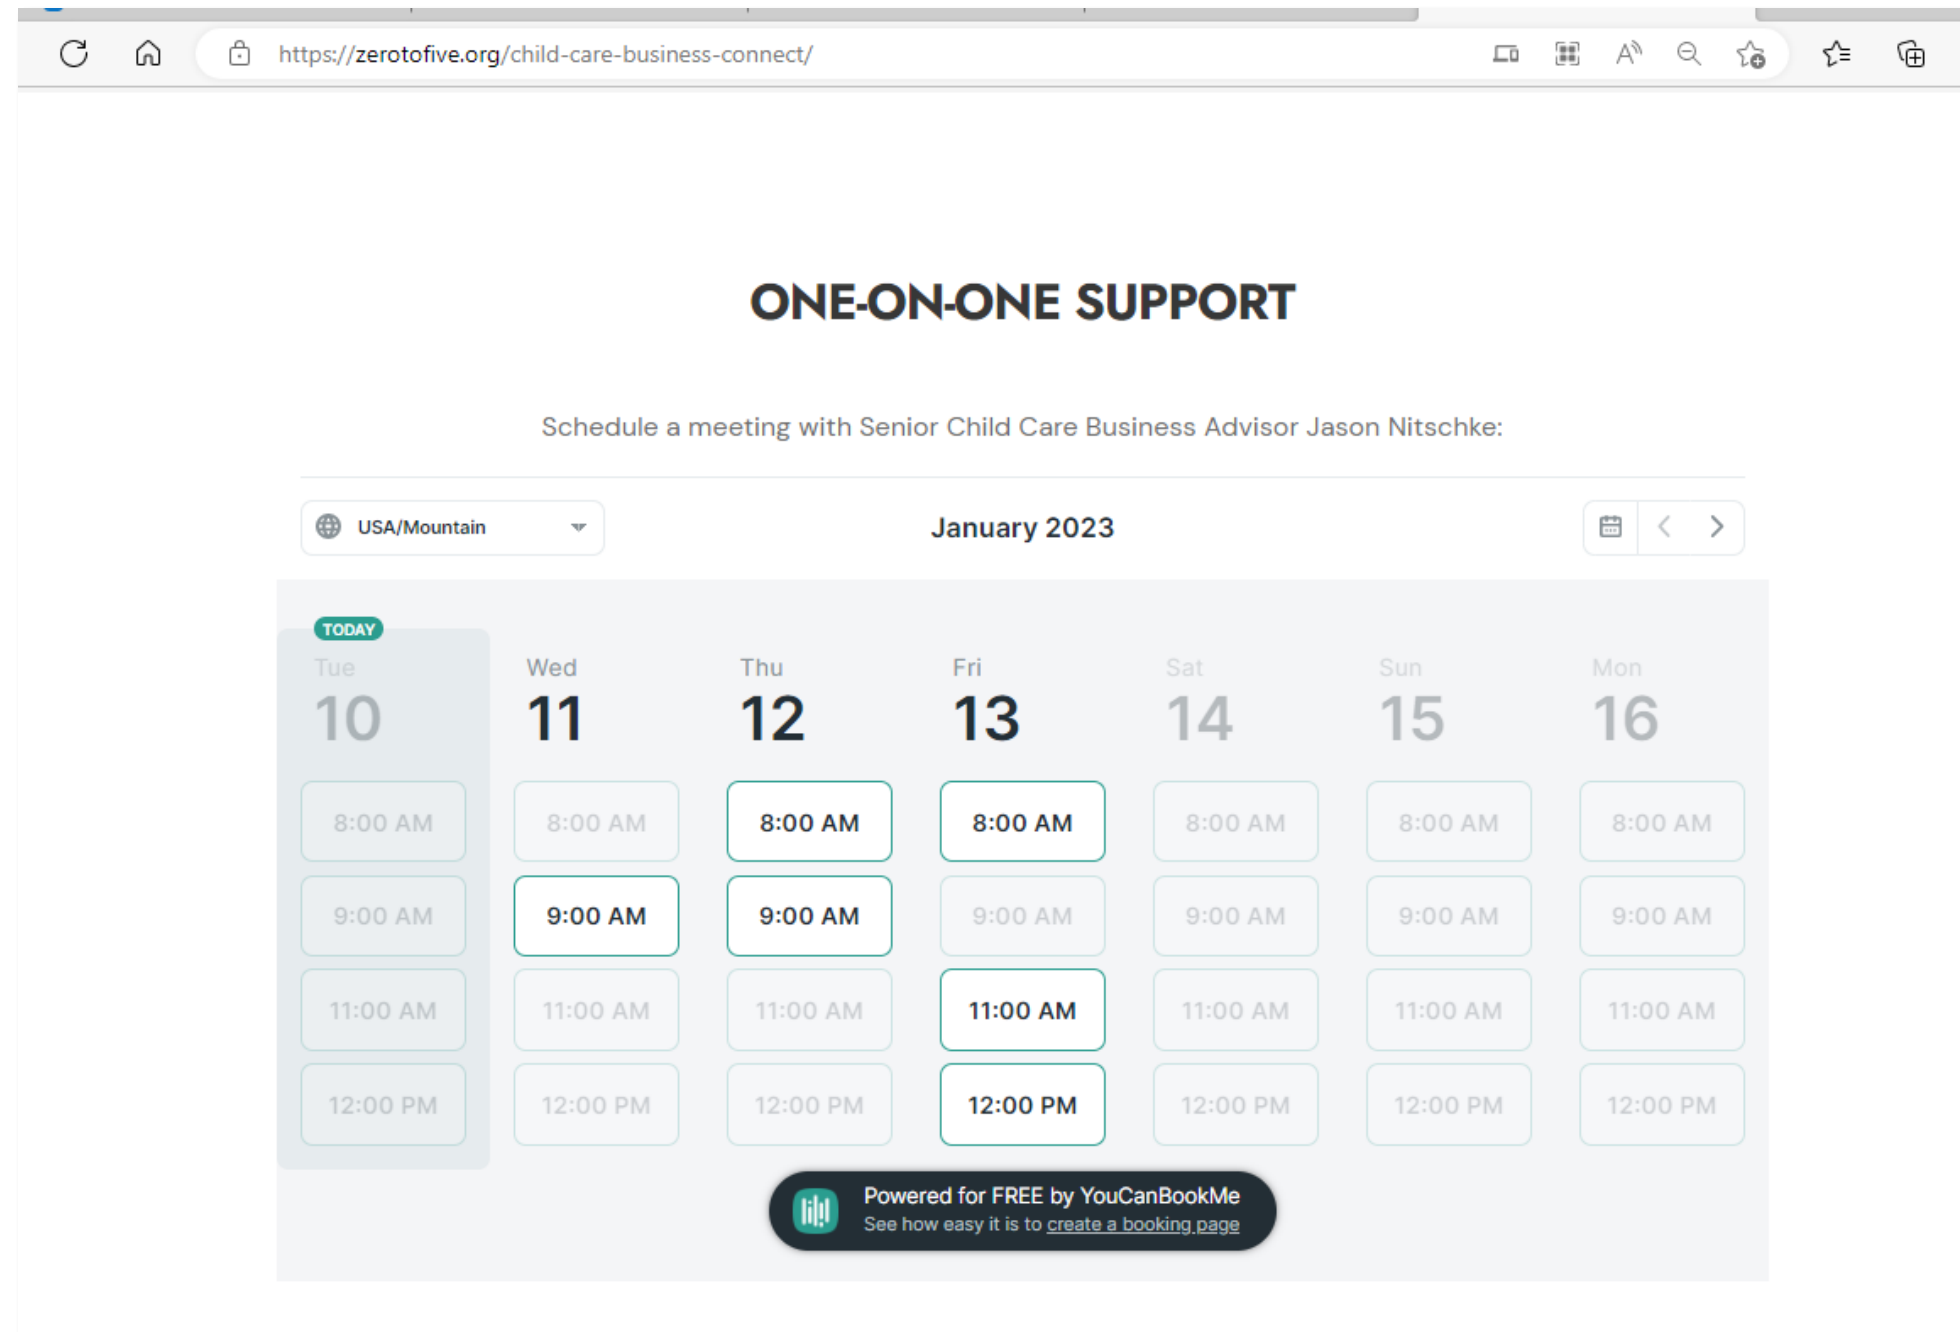 https://zerotofive.org/child-care-business-connect/
ONE-ON-ONE SUPPORT
Schedule a meeting with Senior Child Care Business Advisor Jason Nitschke:
USA/Mountain January 2023
TODAY
Tue Wed Thu Fri Sat Sun Mon
10 11 12 13 14 15 16
8:00 AM 8:00 AM 8:00 AM 8:00 AM 8:00 AM 8:00 AM 8:00 AM
9:00 AM 9:00 AM 9:00 AM 9:00 AM 9:00 AM 9:00 AM 9:00 AM
11:00 AM 11:00 AM 11:00 AM 11:00 AM 11:00 AM 11:00 AM 11:00 AM
12:00 PM 12:00 PM 12:00 PM 12:00 PM 12:00 PM 12:00 PM 12:00 PM
Powered for FREE by YouCanBookMe
See how easy it is to create a booking page